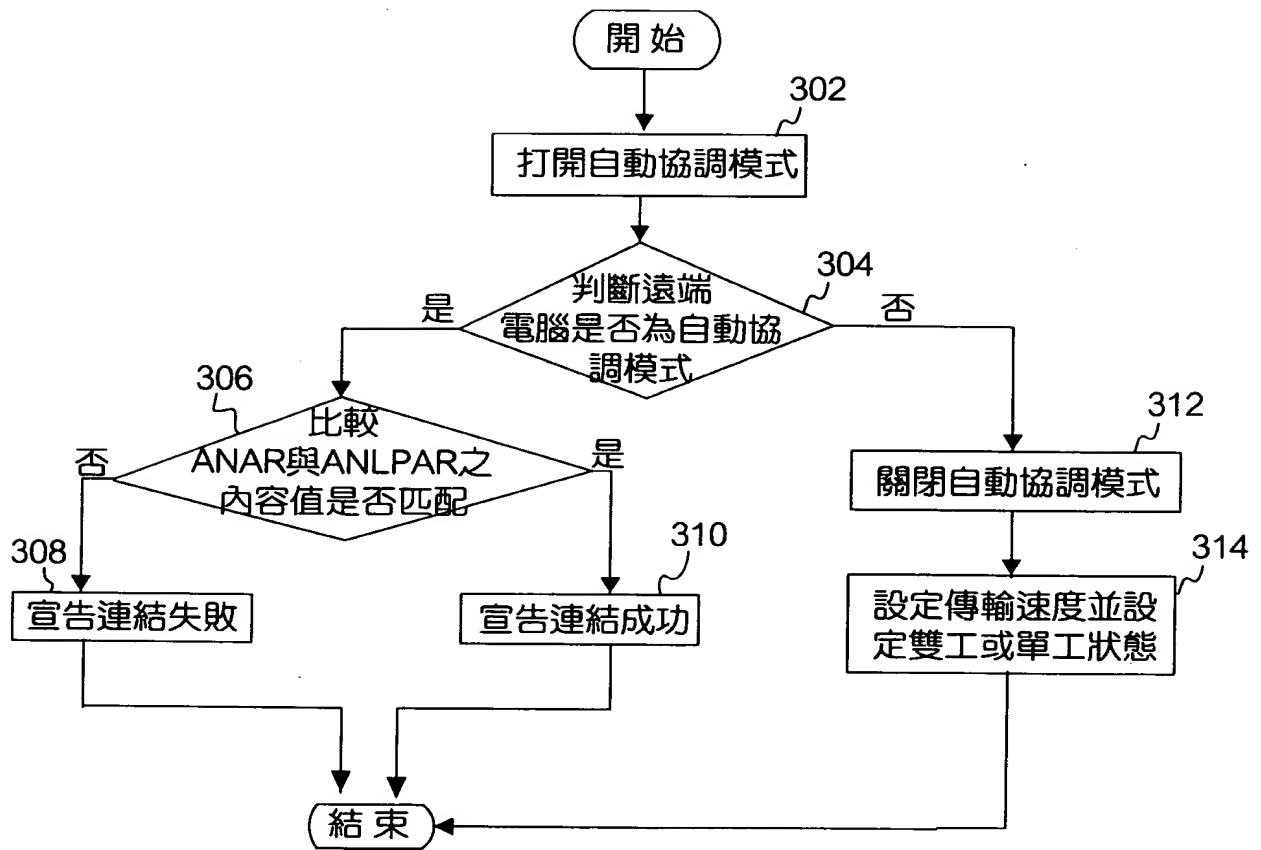 開始
302
打開自動協調模式
304
判斷遠端
電腦是否為自動協
調模式
是
否
306
比較
ANAR與ANLPAR之
內容值是否匹配
否
是
312
關閉自動協調模式
308
宣告連結失敗
310
宣告連結成功
314
設定傳輸速度並設
定雙工或單工狀態
結束